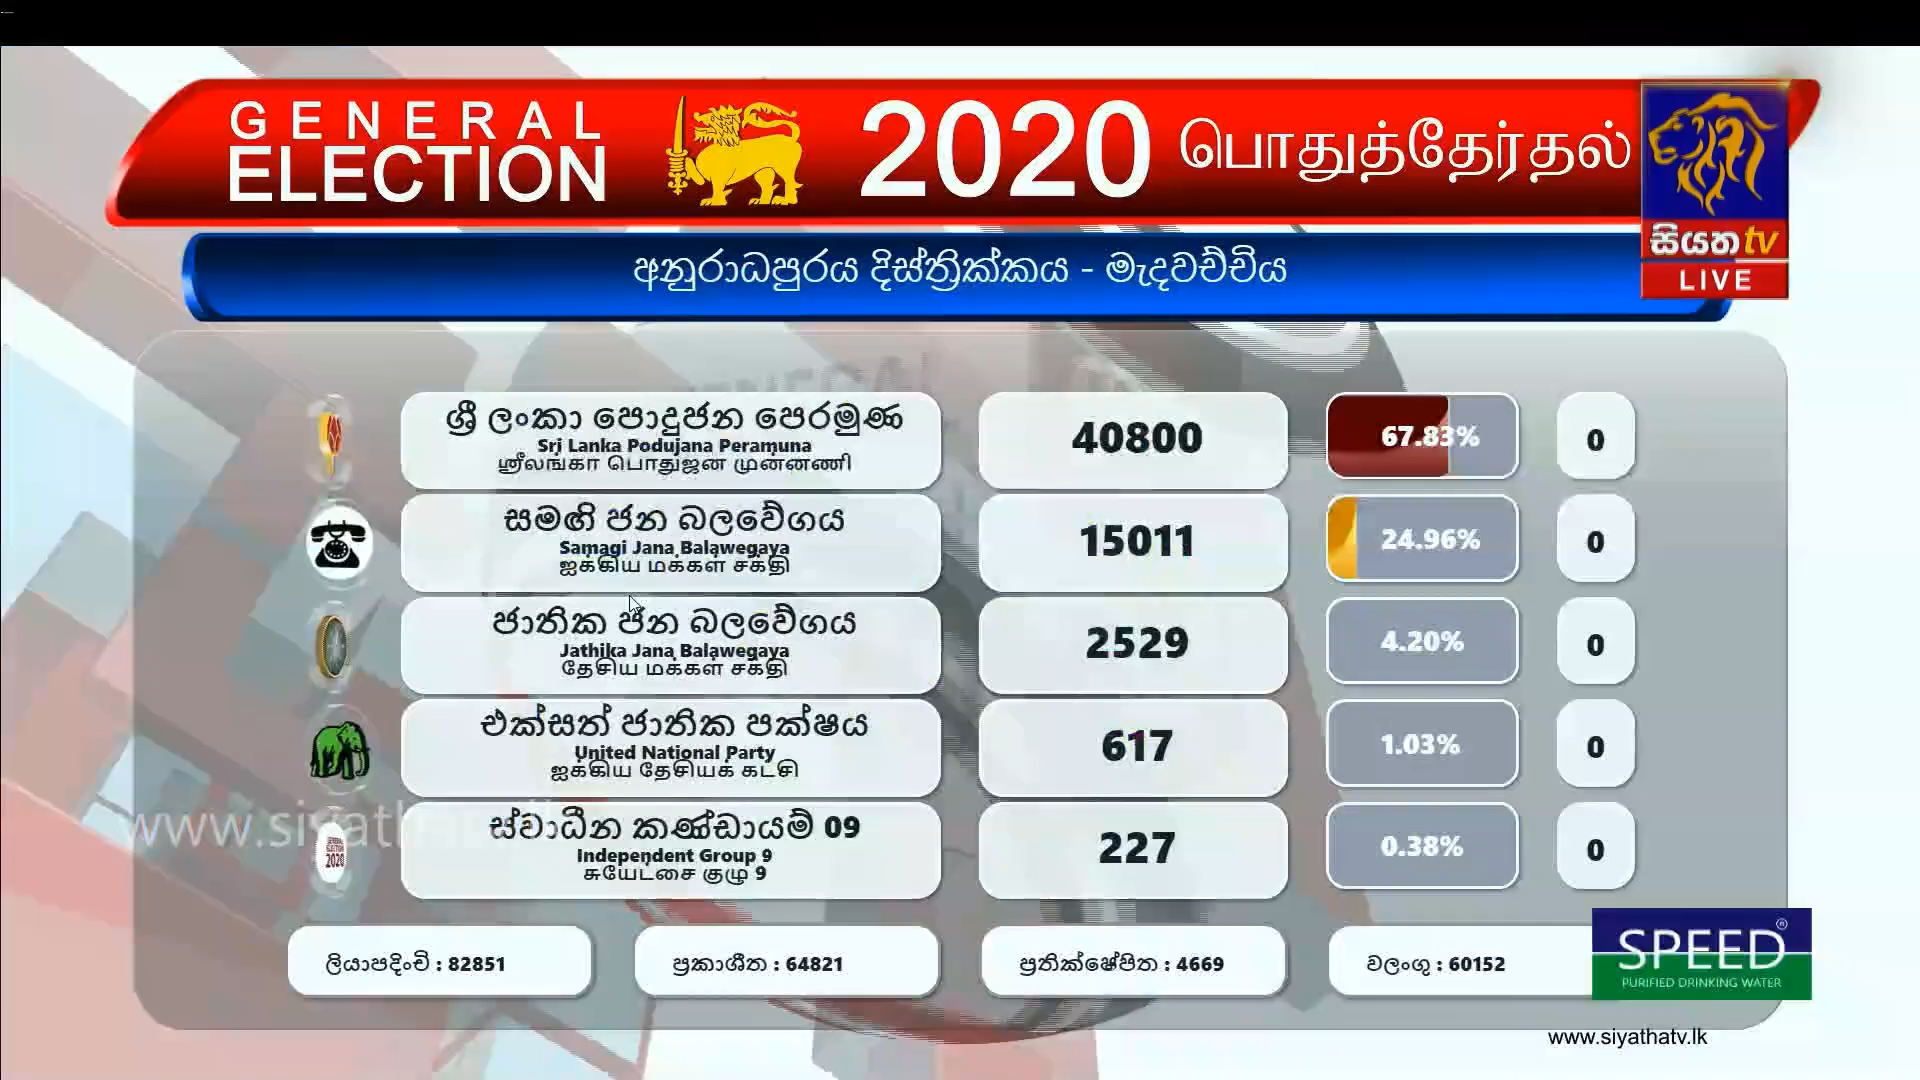 GENERAL
ELECTION
2020
பொதுத்தேர்தல்
සියත tv
LIVE
අනුරාධපුරය දිස්ත්‍රික්කය - මැදවච්චිය
ශ්‍රී ලංකා පොදුජන පෙරමුණ
Sri Lanka Podujana Peramuna
ஸ்ரீலங்கா பொதுஜன முன்னணி
40800
67.83%
0
සමඟි ජන බලවේගය
Samagi Jana Balawegaya
ஐக்கிய மக்கள் சக்தி
15011
24.96%
0
ජාතික ජන බලවේගය
Jathika Jana Balawegaya
தேசிய மக்கள் சக்தி
2529
4.20%
0
එක්සත් ජාතික පක්ෂය
United National Party
ஐக்கிய தேசியக் கட்சி
617
1.03%
0
GENERAL
ELECTION
2020
ස්වාධීන කණ්ඩායම් 09
Independent Group 9
சுயேட்சை குழு 9
227
0.38%
0
ලියාපදිංචි : 82851
ප්‍රකාශිත : 64821
ප්‍රතික්ෂේපිත : 4669
වලංගු : 60152
SPEED®
PURIFIED DRINKING WATER
www.siyathatv.lk